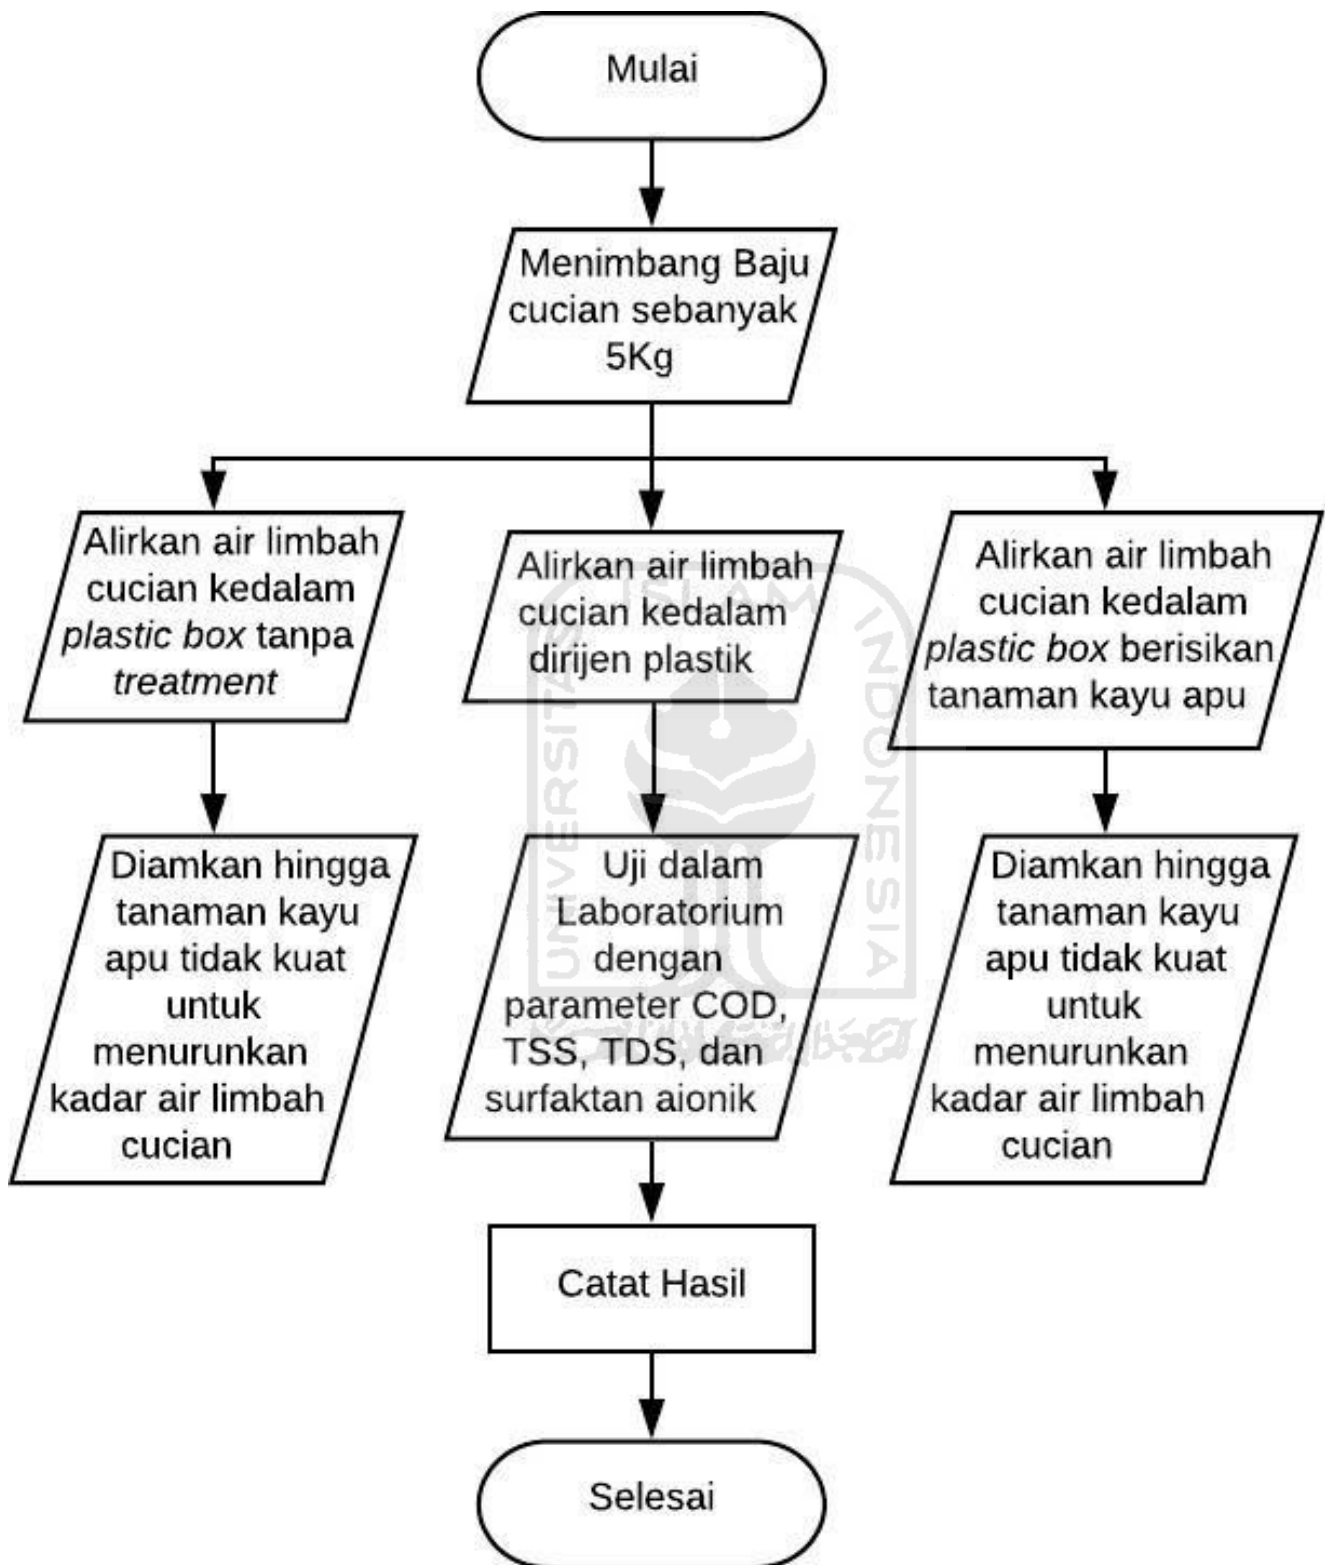 Mulai
Menimbang Baju
cucian sebanyak
5Kg
Alirkan air limbah
cucian kedalam
plastic box tanpa
treatment
Alirkan air limbah
cucian kedalam
dirijen plastik
Alirkan air limbah
cucian kedalam
plastic box berisikan
tanaman kayu apu
Diamkan hingga
tanaman kayu
apu tidak kuat
untuk
menurunkan
kadar air limbah
cucian
Uji dalam
Laboratorium
dengan
parameter COD,
TSS, TDS, dan
surfaktan aionik
Diamkan hingga
tanaman kayu
apu tidak kuat
untuk
menurunkan
kadar air limbah
cucian
Catat Hasil
Selesai
UNIVERSITAS
ISLAM
INDONESIA